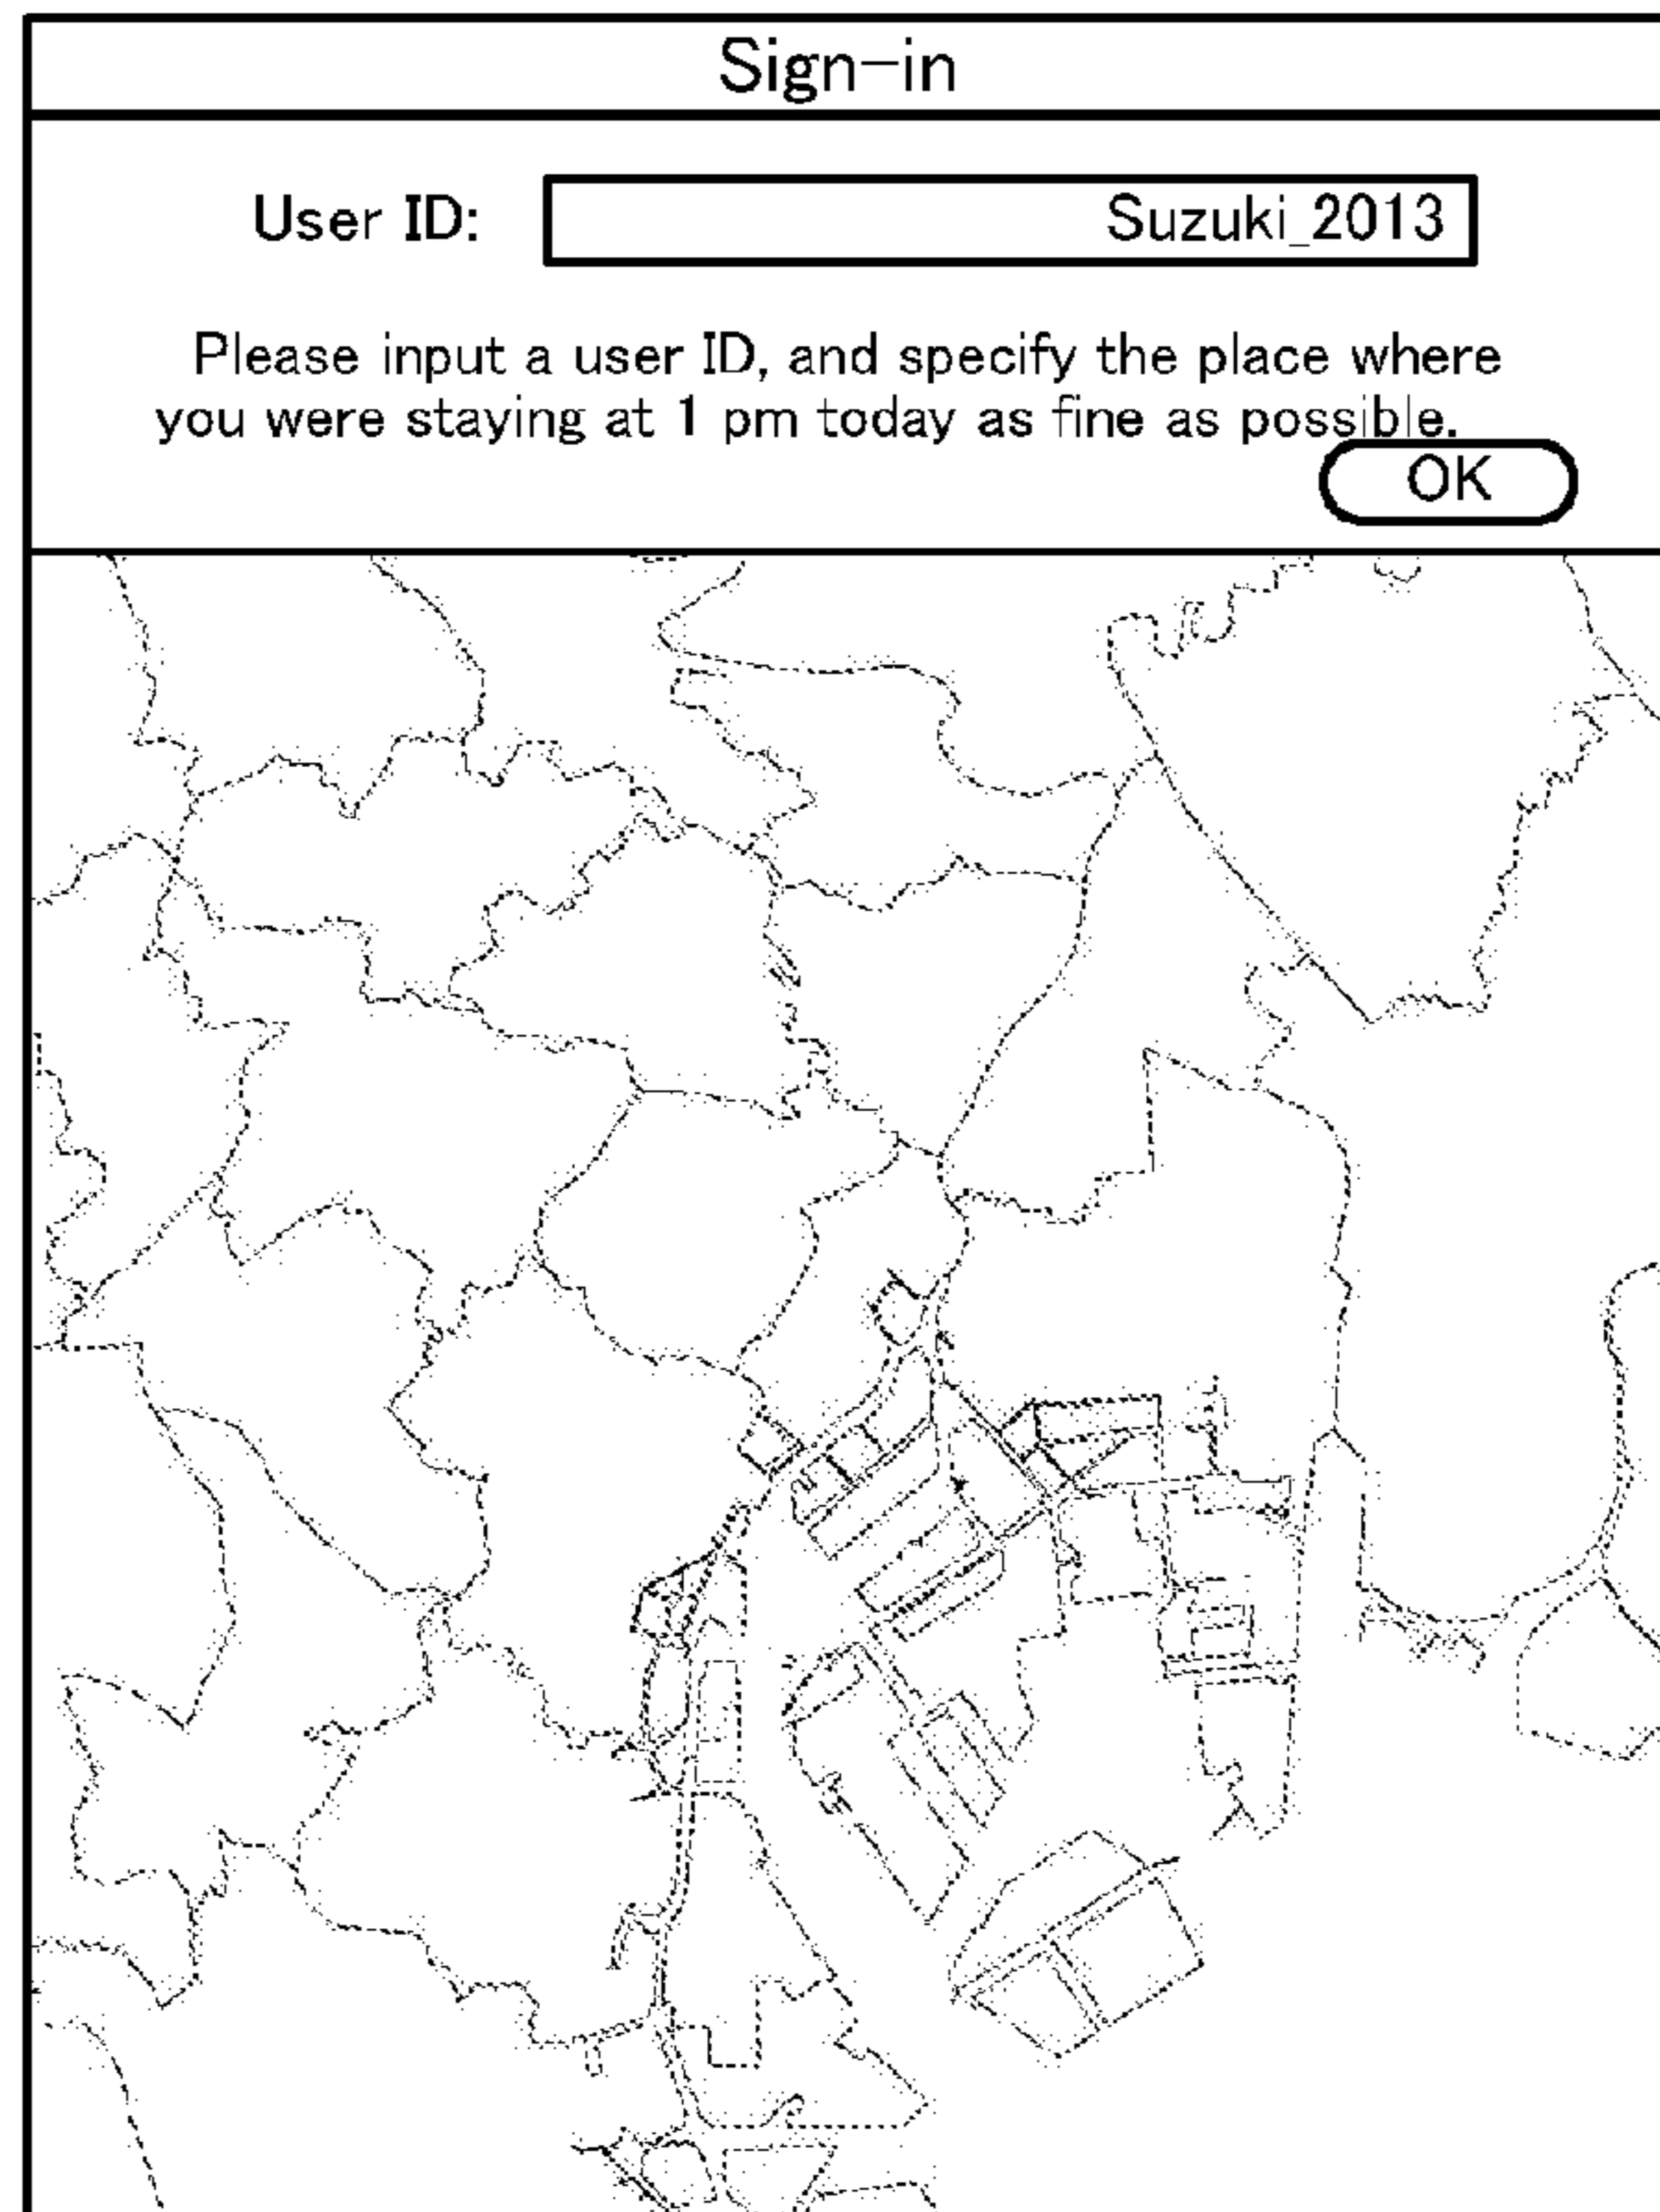 Sign-in
User ID: Suzuki_2013
Please input a user ID, and specify the place where
you were staying at 1 pm today as fine as possible.
OK